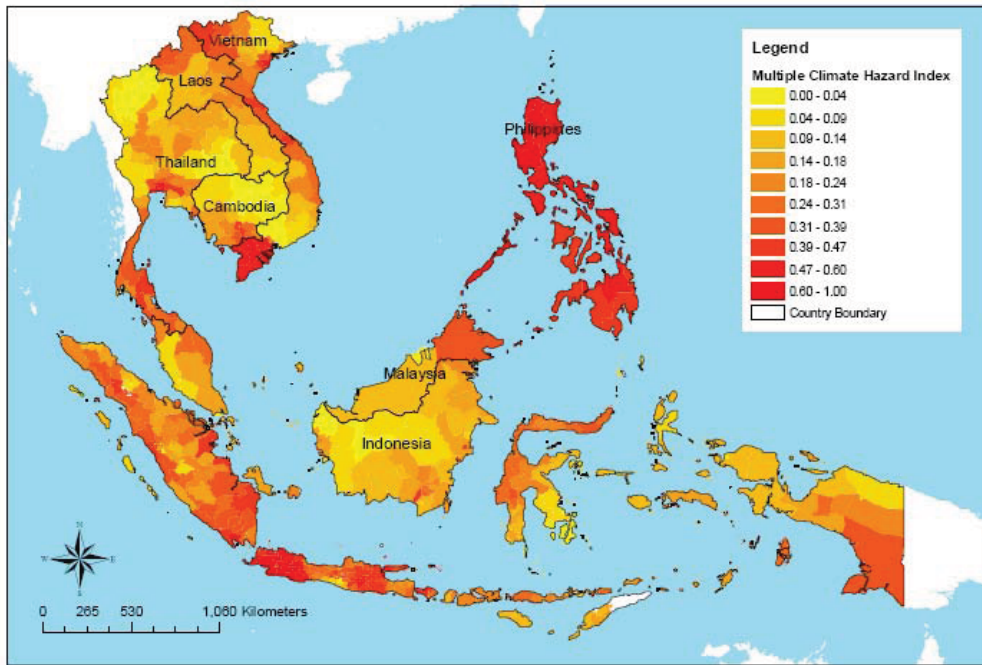 Vietnam
Laos
Thailand
Cambodia
Philippines
Malaysia
Indonesia
Legend
Multiple Climate Hazard Index
0.00 - 0.04
0.04 - 0.09
0.09 - 0.14
0.14 - 0.18
0.18 - 0.24
0.24 - 0.31
0.31 - 0.39
0.39 - 0.47
0.47 - 0.60
0.60 - 1.00
Country Boundary
N
W E
S
0 265 530 1,060 Kilometers